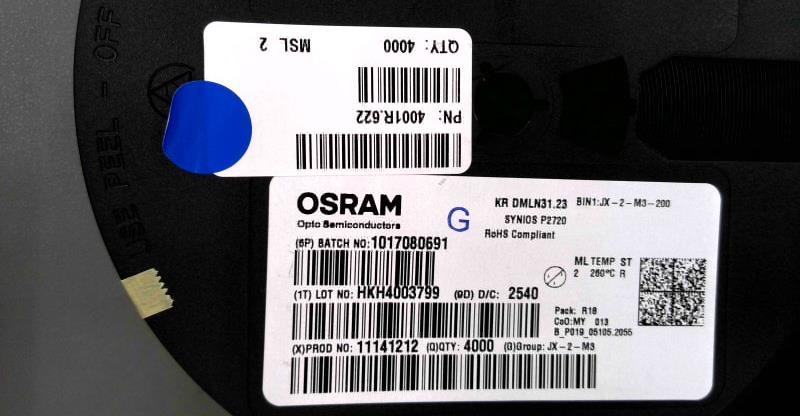 USE PEEL - OFF
QTY: 4000 MSL 2
PN: 4001R.622
OSRAM
Opto Semiconductors
G
KR DMLN31.23 BIN1:JX-2-M3-200
SYNIOS P2720
RoHS Compliant
(6P) BATCH NO:1017080691
ML TEMP ST
2 260°C R
(1T) LOT NO: HKH4003799 (9D) D/C: 2540
Pack: R18
CoO:MY 013
B_P019_05105.2055
(X)PROD NO: 11141212 (Q)QTY: 4000 (G)Group: JX-2-M3